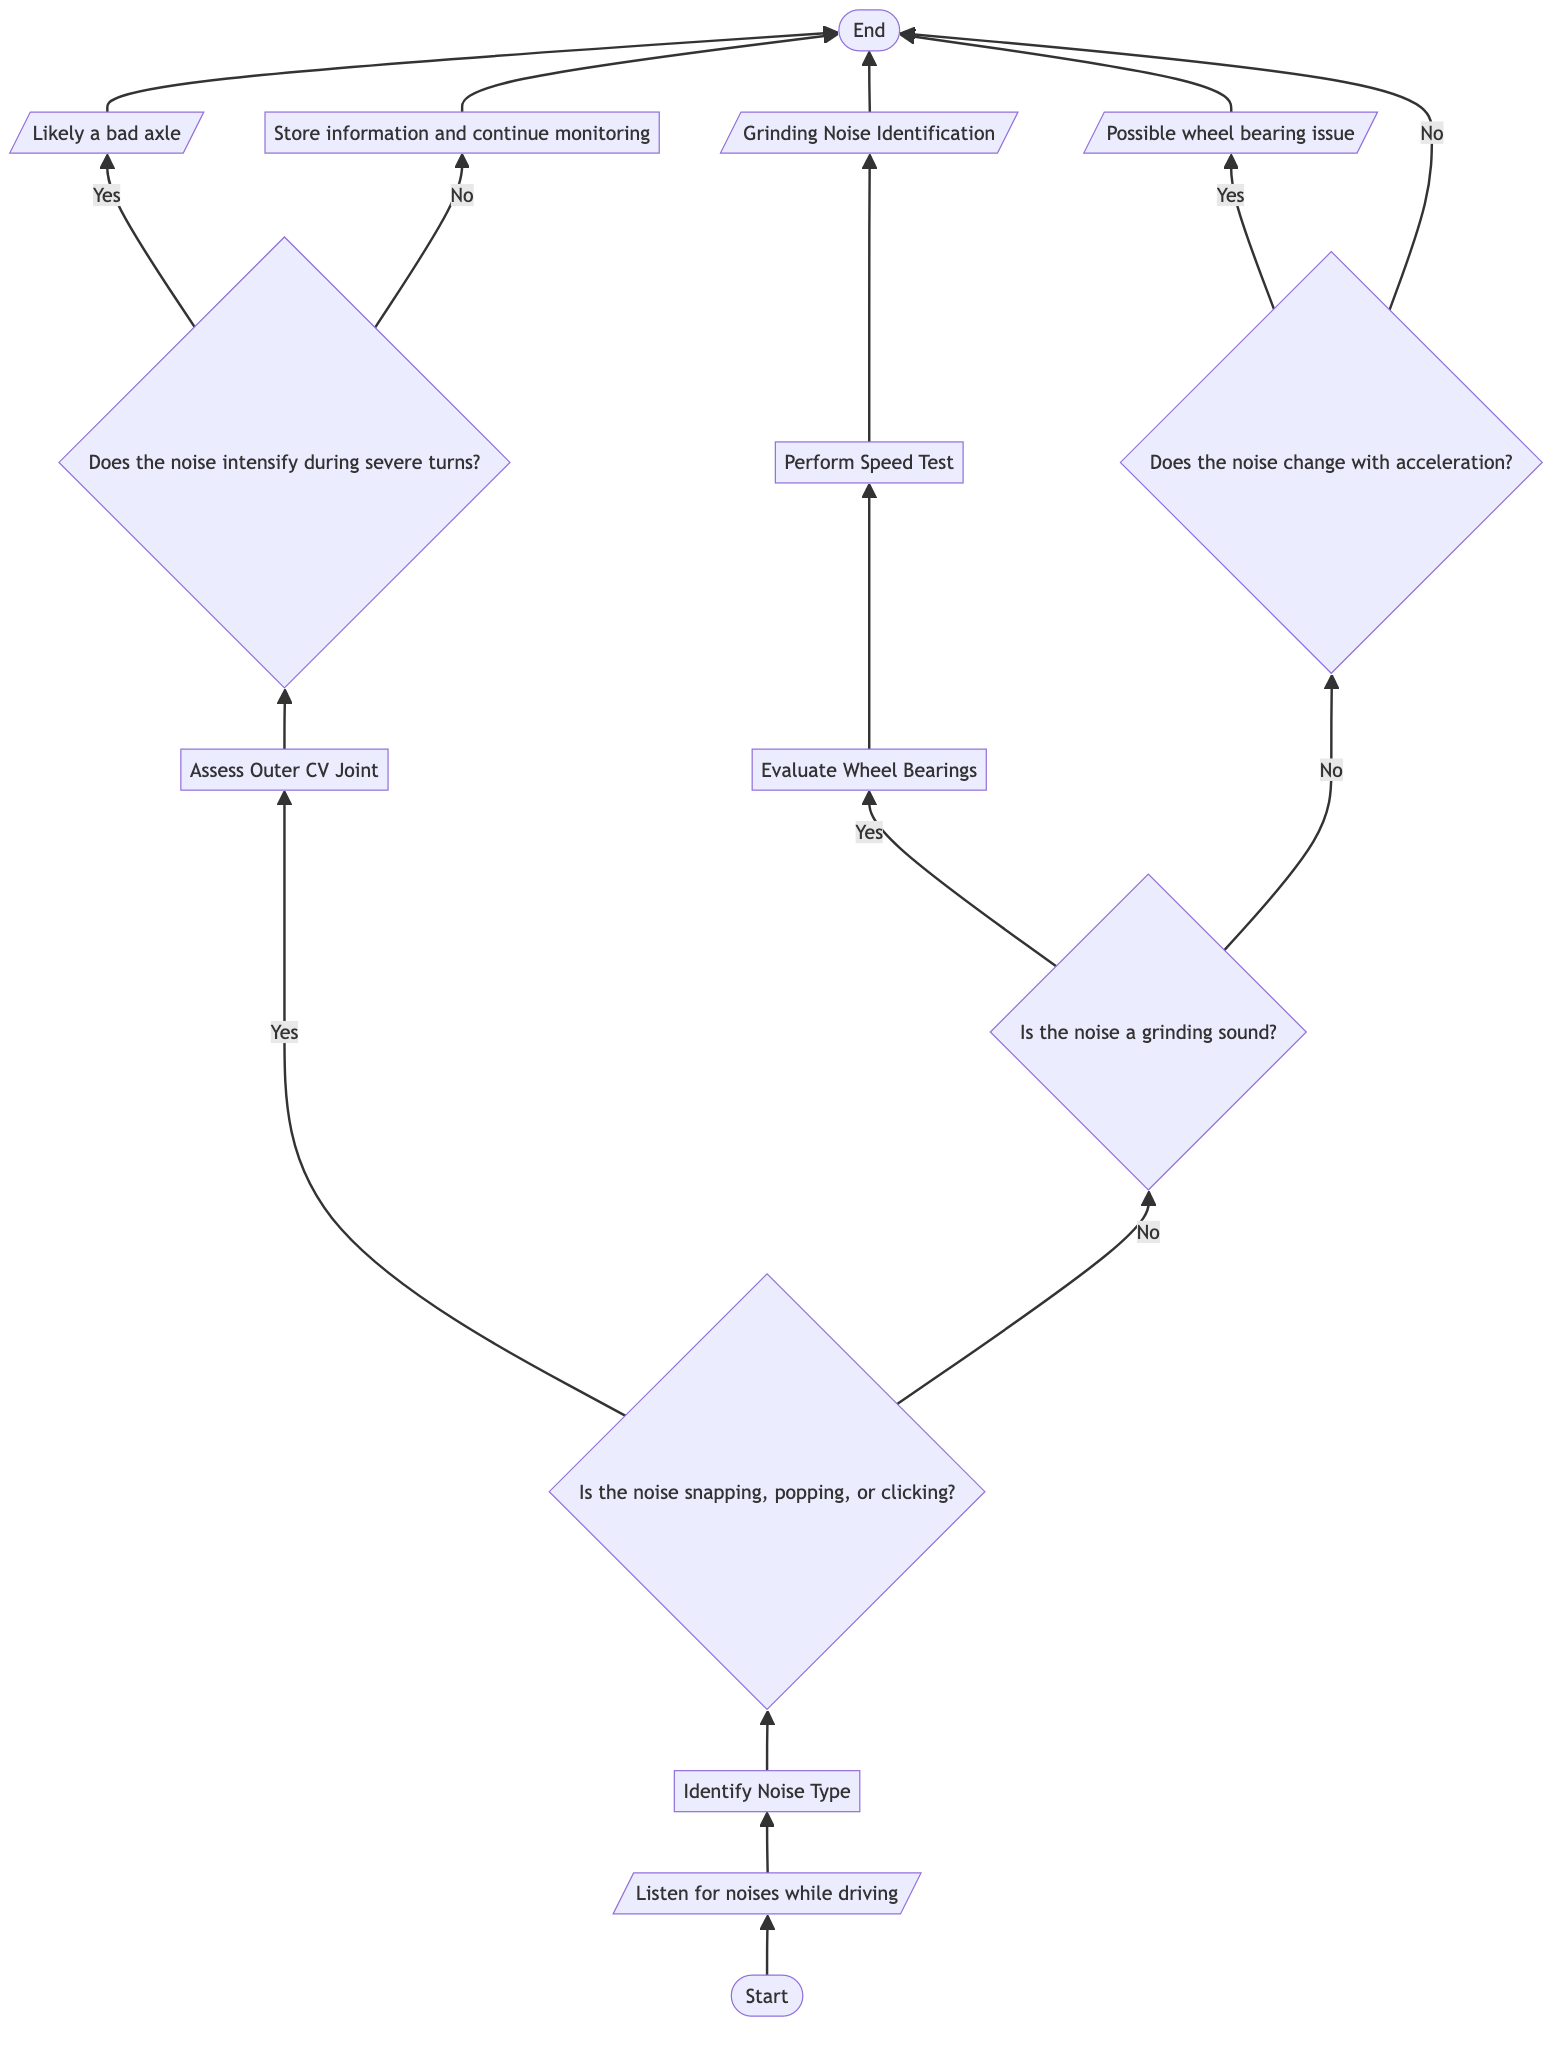 End
Likely a bad axle
Store information and continue monitoring
Grinding Noise Identification
Possible wheel bearing issue
No
Yes
No
Yes
Does the noise intensify during severe turns?
Perform Speed Test
Does the noise change with acceleration?
Assess Outer CV Joint
Evaluate Wheel Bearings
No
Yes
Yes
Is the noise a grinding sound?
No
Is the noise snapping, popping, or clicking?
Identify Noise Type
Listen for noises while driving
Start